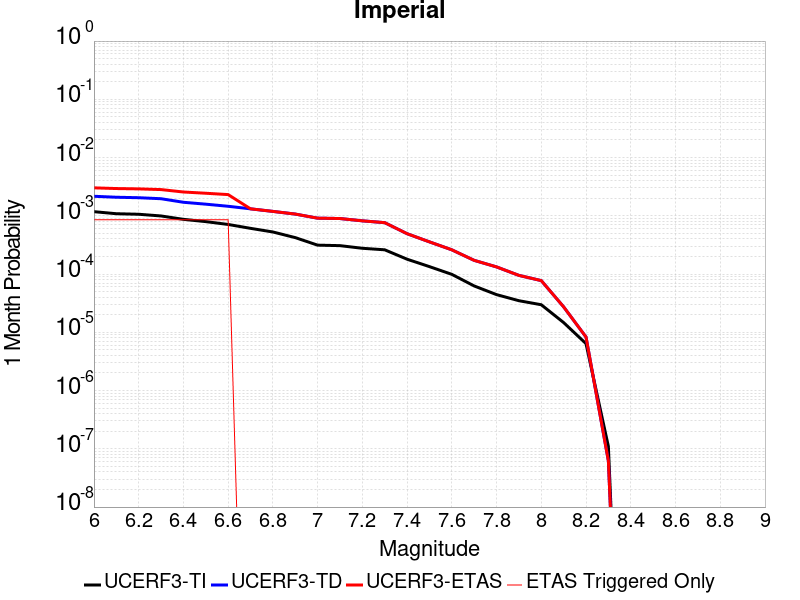 Imperial
10^0
10^-1
10^-2
10^-3
10^-4
10^-5
10^-6
10^-7
10^-8
1 Month Probability
6 6.2 6.4 6.6 6.8 7 7.2 7.4 7.6 7.8 8 8.2 8.4 8.6 8.8 9
Magnitude
UCERF3-TI UCERF3-TD UCERF3-ETAS ETAS Triggered Only